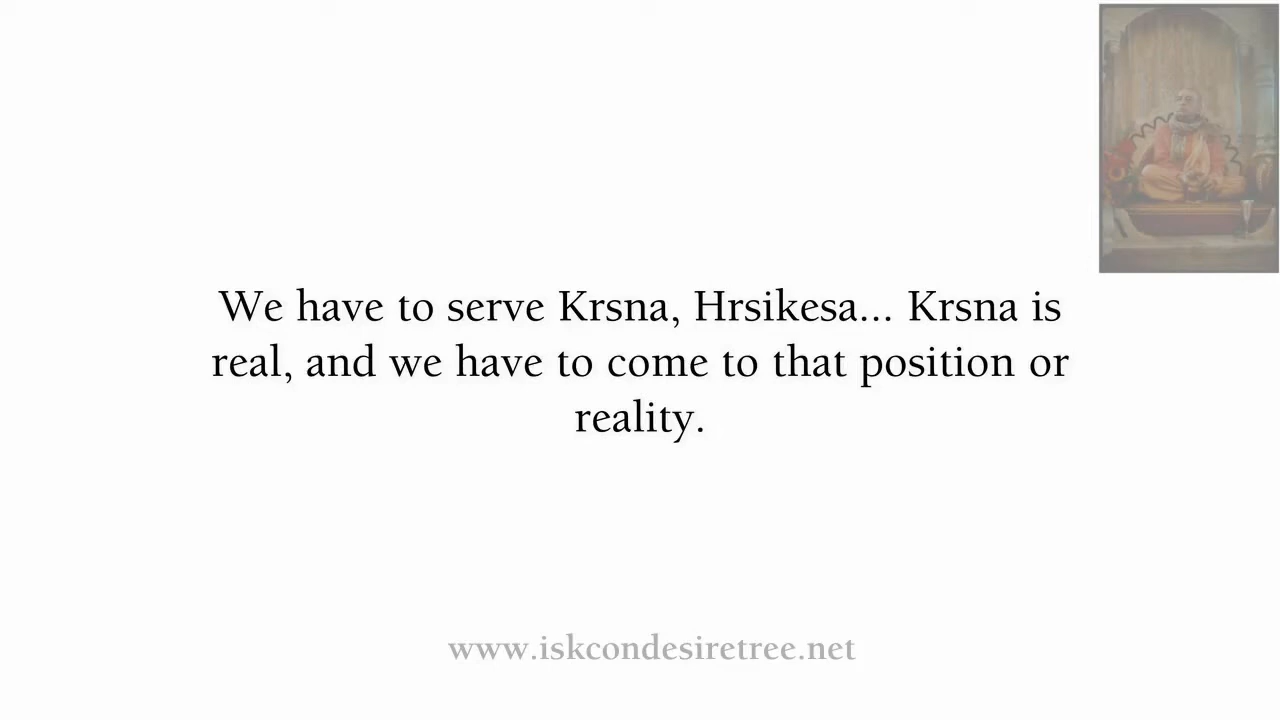 We have to serve Krsna, Hrsikesa... Krsna is
real, and we have to come to that position or
reality.
www.iskcondesiretree.net